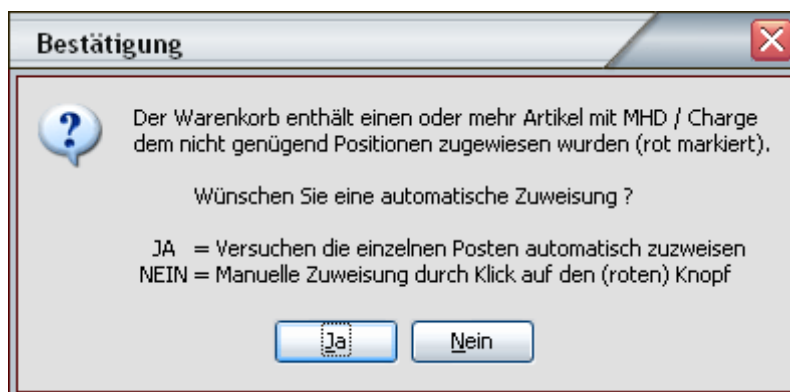 Bestätigung
Der Warenkorb enthält einen oder mehr Artikel mit MHD / Charge
dem nicht genügend Positionen zugewiesen wurden (rot markiert).
Wünschen Sie eine automatische Zuweisung ?
JA = Versuchen die einzelnen Posten automatisch zuzweisen
NEIN = Manuelle Zuweisung durch Klick auf den (roten) Knopf
Ja Nein